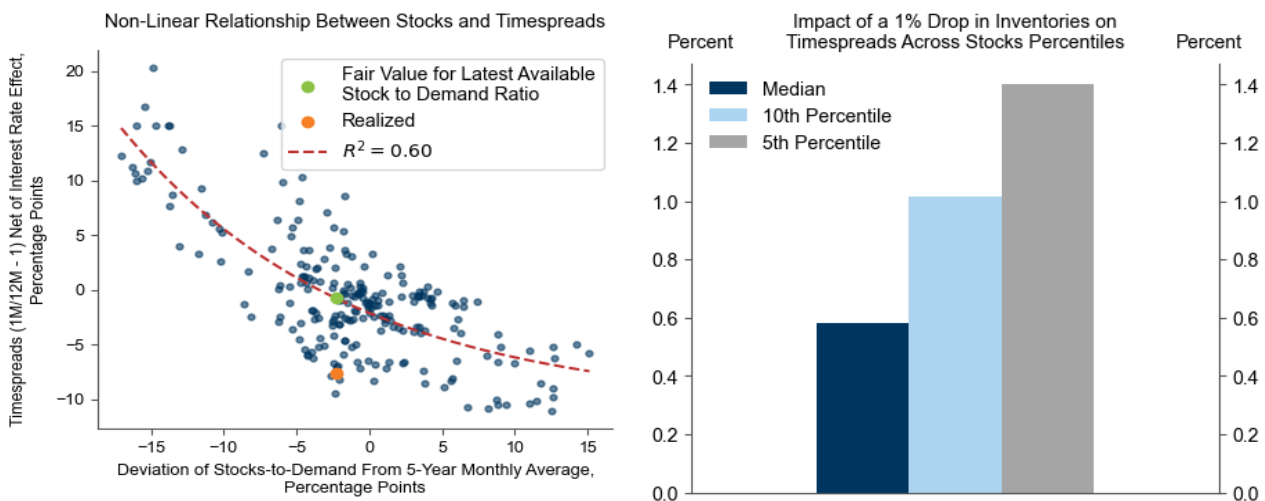 Non-Linear Relationship Between Stocks and Timespreads
Timespreads (1M/12M - 1) Net of Interest Rate Effect,
Percentage Points
20
15
10
5
0
−5
−10
Fair Value for Latest Available
Stock to Demand Ratio
Realized
R² = 0.60
−15
−10
−5
0
5
10
15
Deviation of Stocks-to-Demand From 5-Year Monthly Average,
Percentage Points
Impact of a 1% Drop in Inventories on
Timespreads Across Stocks Percentiles
Percent
Percent
1.4
1.2
1.0
0.8
0.6
0.4
0.2
0.0
Median
10th Percentile
5th Percentile
1.4
1.2
1.0
0.8
0.6
0.4
0.2
0.0